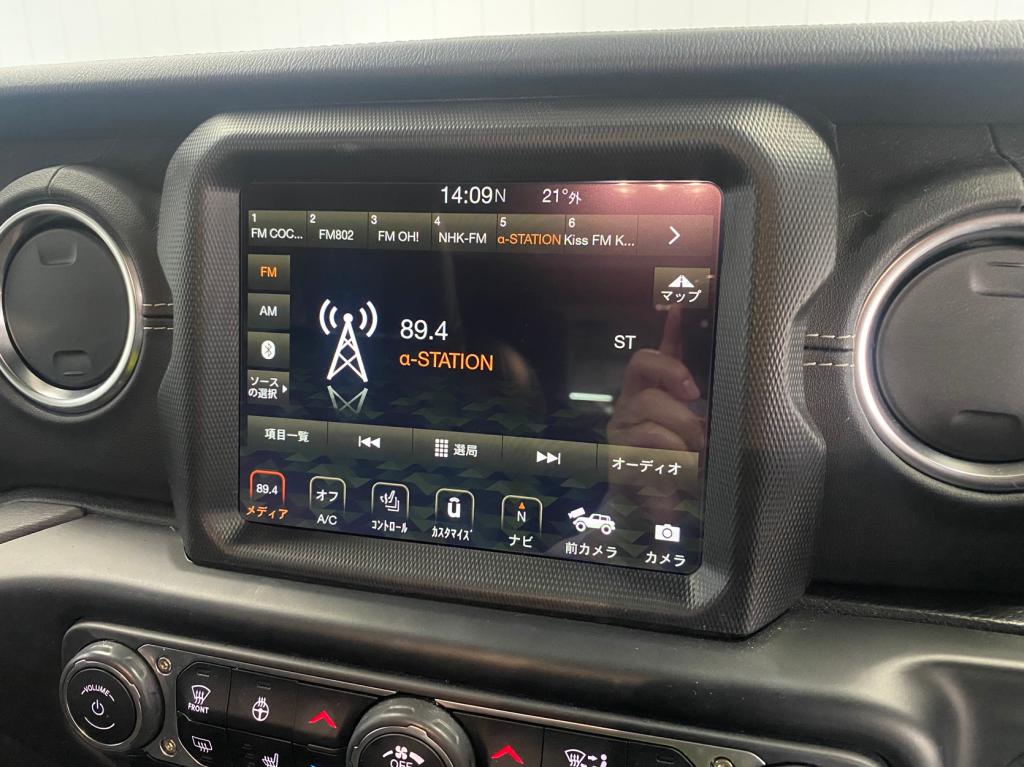 14:09N 21°外
1 2 3 4 5 6
FM COC... FM802 FM OH! NHK-FM α-STATION Kiss FM K...
FM
マップ
AM
89.4
ST
α-STATION
ソース
の選択
項目一覧 選局 オーディオ
89.4 オフ N
メディア A/C コントロール カスタマイズ ナビ 前カメラ カメラ
VOLUME
FRONT
OFF